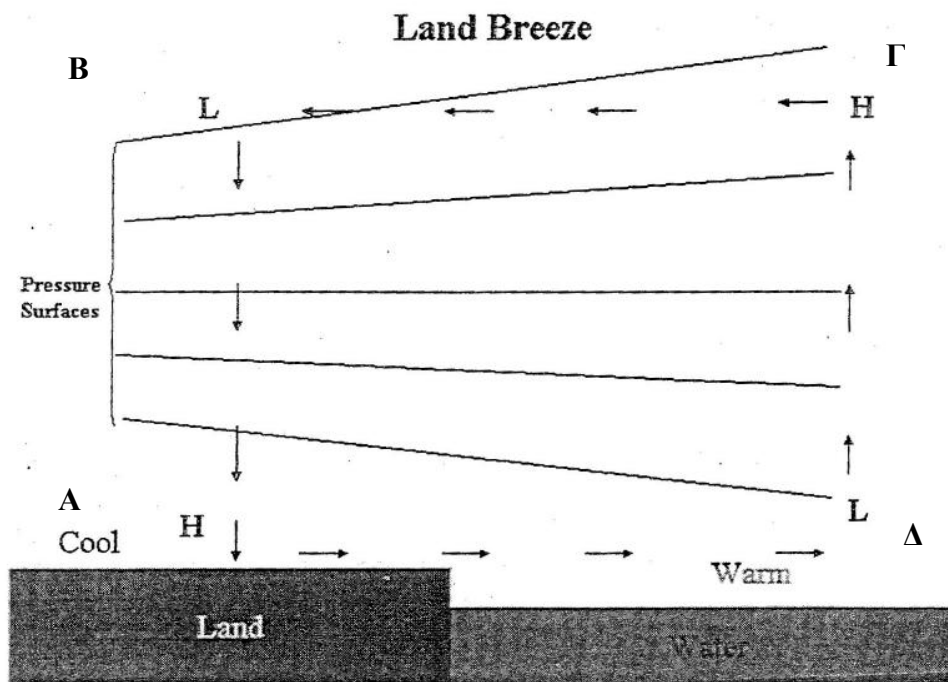 Land Breeze
Β
Γ
L
H
Pressure
Surfaces
Α
H
L
Δ
Cool
Warm
Land
Water